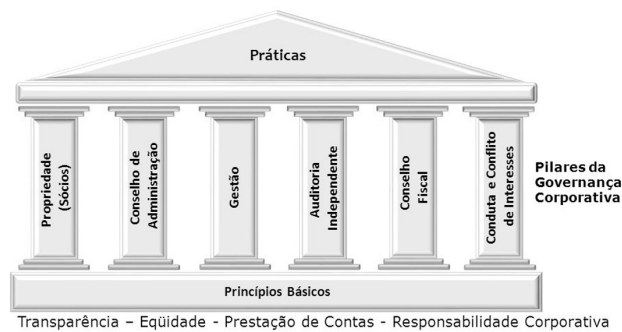 Práticas
Propriedade
(Sócios)
Conselho de
Administração
Gestão
Auditoria
Independente
Conselho
Fiscal
Conduta e Conflito
de Interesses
Pilares da
Governança
Corporativa
Princípios Básicos
Transparência – Eqüidade - Prestação de Contas - Responsabilidade Corporativa